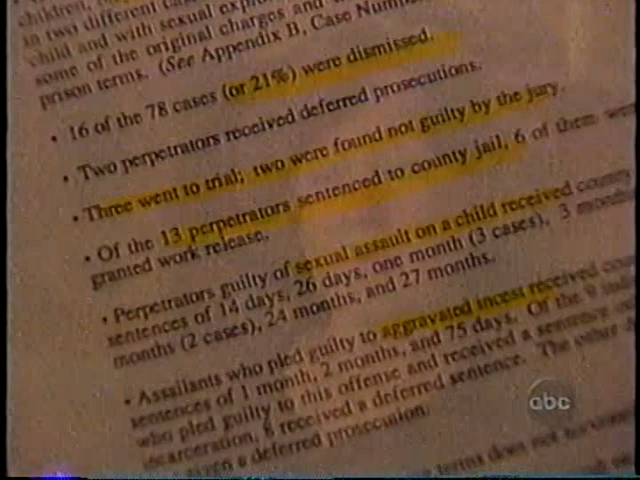 children,
in two different
child and with sexual
some of the original charges and
prison terms. (See Appendix B, Case
• 16 of the 78 cases (or 21%) were dismissed.
• Two perpetrators received deferred prosecutions.
• Three went to trial; two were found not guilty by the jury.
• Of the 13 perpetrators sentenced to county jail, 6 of them were
granted work release.
• Perpetrators guilty of sexual assault on a child received county
sentences of 14 days, 26 days, one month (3 cases), 3 months
months (2 cases), 24 months, and 27 months.
• Assailants who pled guilty to aggravated incest received
sentences of 1 month, 2 months, and 75 days. Of the 9
who pled guilty to this offense and received a sentence
incarceration, 8 received a deferred sentence. The other
given a deferred prosecution.
terms does not
abc